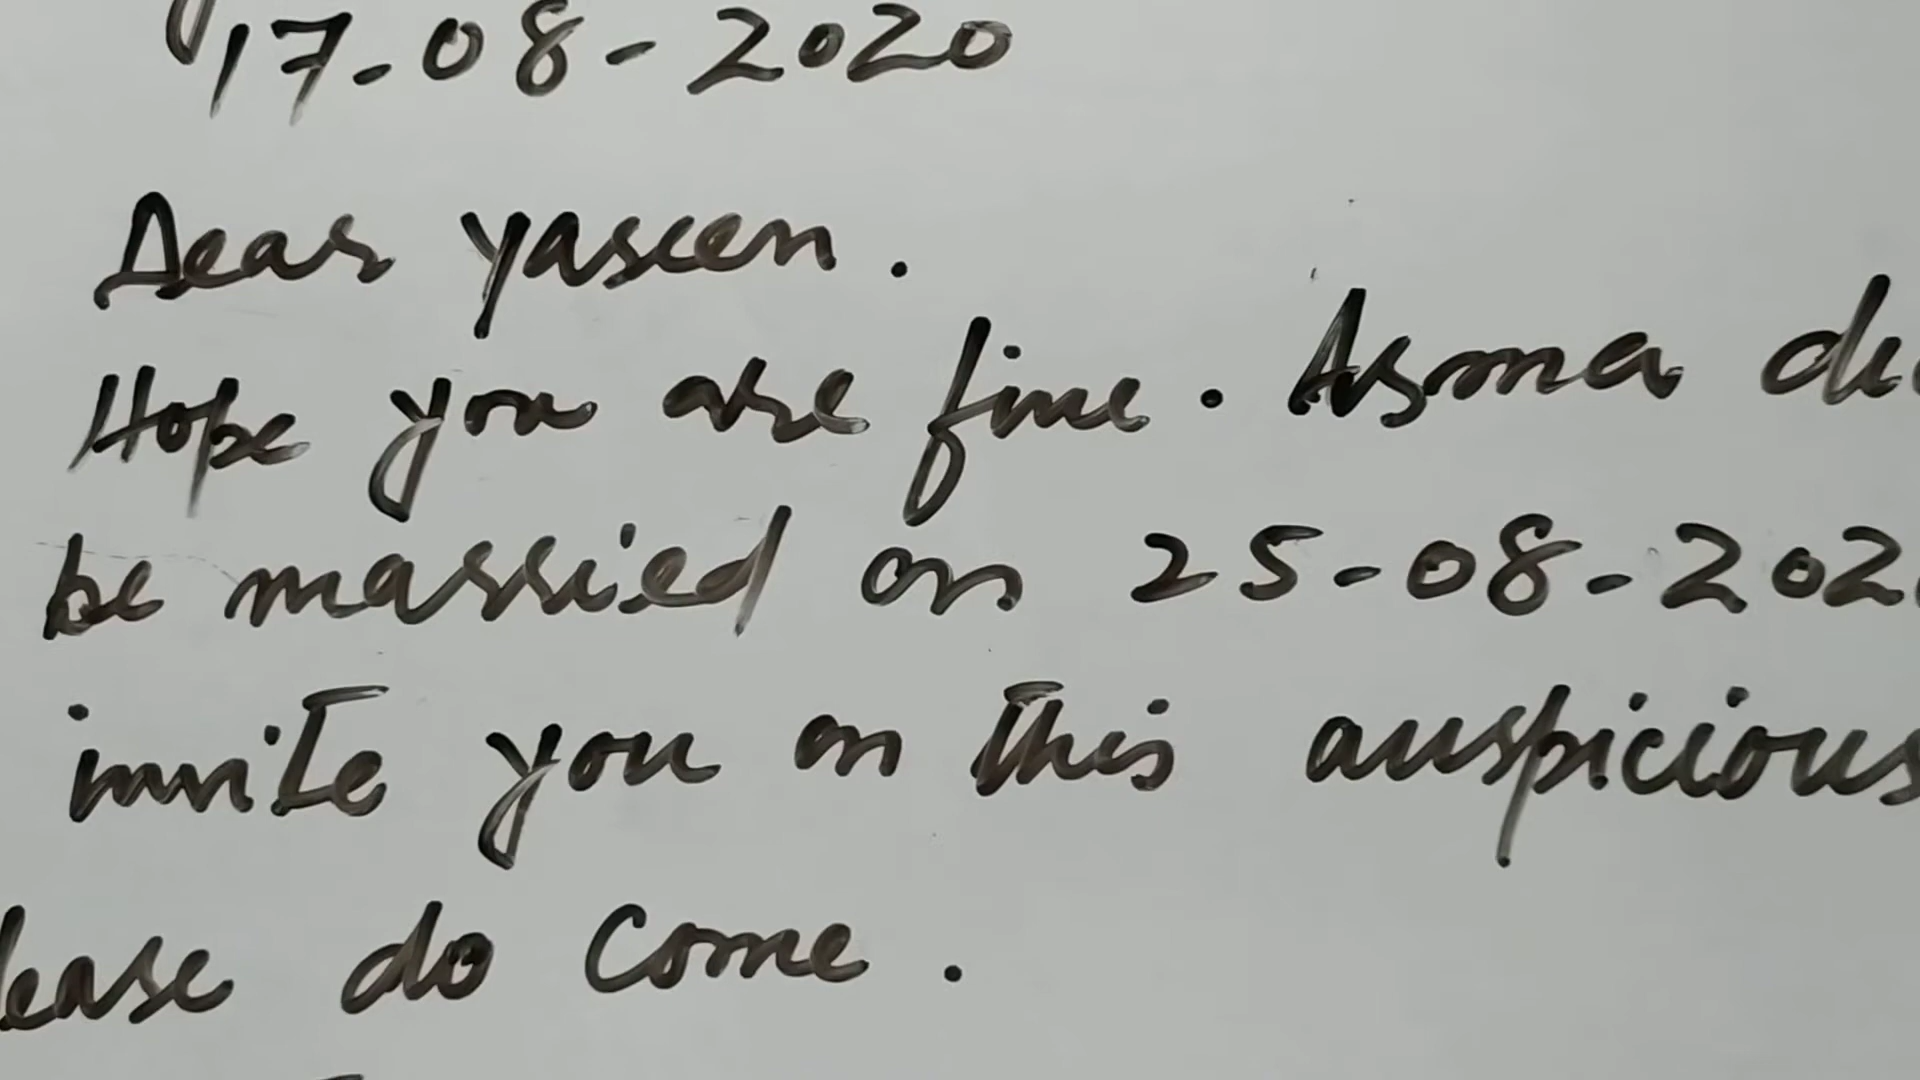 17-08-2020
Dear Yaseen.
Hope you are fine. Asma
be married on 25-08-202
invite you on this auspicious
lease do come.